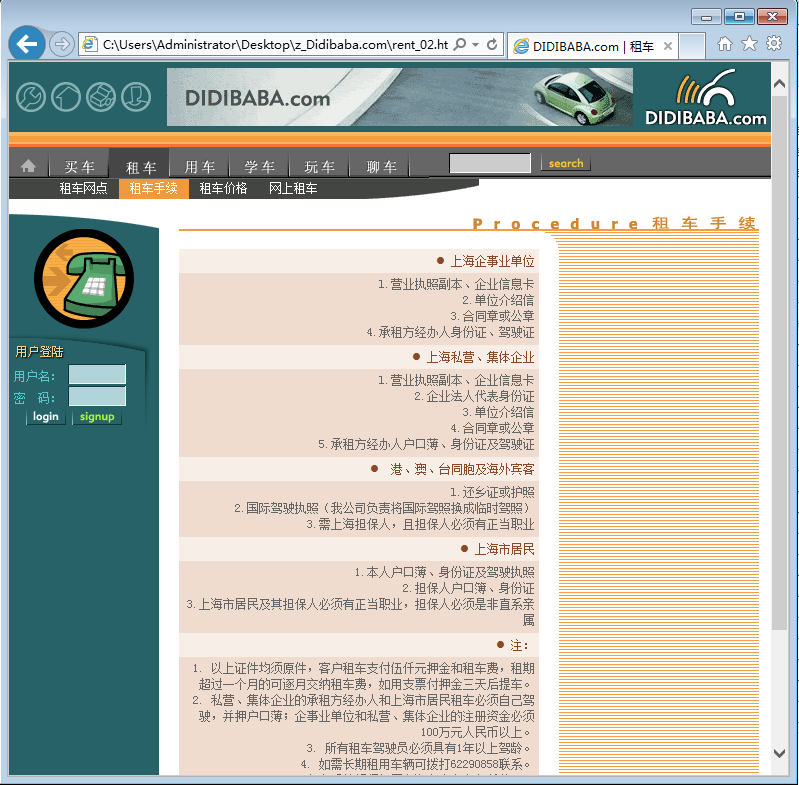 C:\Users\Administrator\Desktop\z_Didibaba.com\rent_02.ht
DIDIBABA.com | 租车
DIDIBABA.com
DIDIBABA.com
买车 租车 用车 学车 玩车 聊车 search
租车网点 租车手续 租车价格 网上租车
Procedure 租车手续
用户登陆
用户名：
密 码：
login signup
● 上海企事业单位
1.营业执照副本、企业信息卡
2.单位介绍信
3.合同章或公章
4.承租方经办人身份证、驾驶证
● 上海私营、集体企业
1.营业执照副本、企业信息卡
2.企业法人代表身份证
3.单位介绍信
4.合同章或公章
5.承租方经办人户口薄、身份证及驾驶证
● 港、澳、台同胞及海外宾客
1.还乡证或护照
2.国际驾驶执照（我公司负责将国际驾照换成临时驾照）
3.需上海担保人，且担保人必须有正当职业
● 上海市居民
1.本人户口薄、身份证及驾驶执照
2.担保人户口薄、身份证
3.上海市居民及其担保人必须有正当职业，担保人必须是非直系亲
属
● 注：
1. 以上证件均须原件，客户租车支付伍仟元押金和租车费，租期
超过一个月的可逐月交纳租车费，如用支票付押金三天后提车。
2. 私营、集体企业的承租方经办人和上海市居民租车必须自己驾
驶，并押户口薄；企事业单位和私营、集体企业的注册资金必须
100万元人民币以上。
3. 所有租车驾驶员必须具有1年以上驾龄。
4. 如需长期租用车辆可拨打62290858联系。